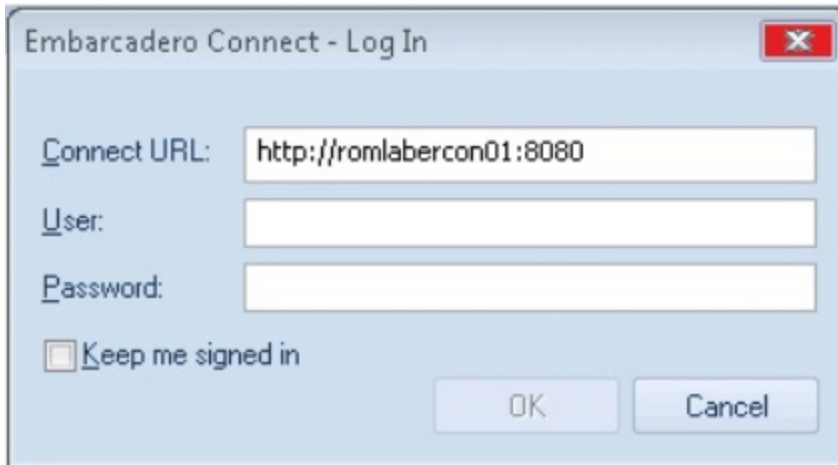 Embarcadero Connect - Log In
Connect URL: http://romlabercon01:8080
User:
Password:
Keep me signed in
OK Cancel